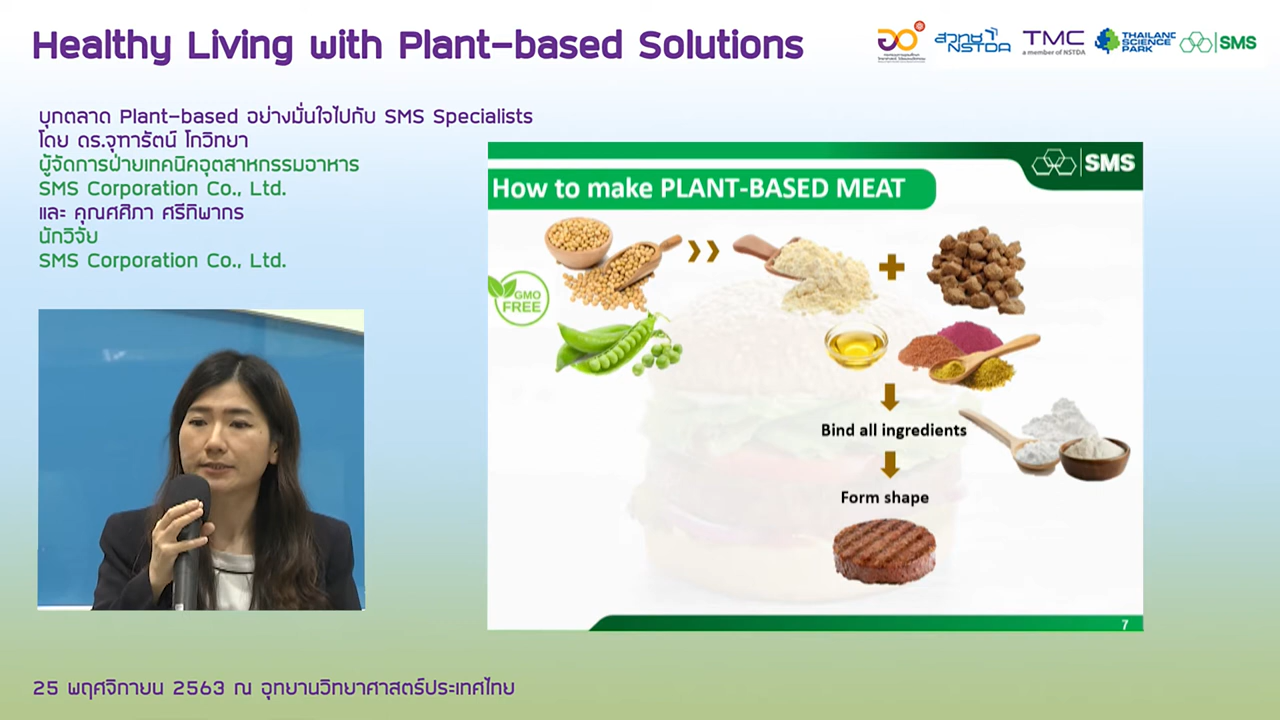 Healthy Living with Plant-based Solutions
สวทช
NSTDA
TMC
a member of NSTDA
THAILAND
SCIENCE
PARK
SMS
บุกตลาด Plant-based อย่างมั่นใจไปกับ SMS Specialists
โดย ดร.จุฑารัตน์ โกวิทยา
ผู้จัดการฝ่ายเทคนิคอุตสาหกรรมอาหาร
SMS Corporation Co., Ltd.
และ คุณศศิภา ศรีทิพากร
นักวิจัย
SMS Corporation Co., Ltd.
SMS
How to make PLANT-BASED MEAT
GMO
FREE
Bind all ingredients
Form shape
7
25 พฤศจิกายน 2563 ณ อุทยานวิทยาศาสตร์ประเทศไทย